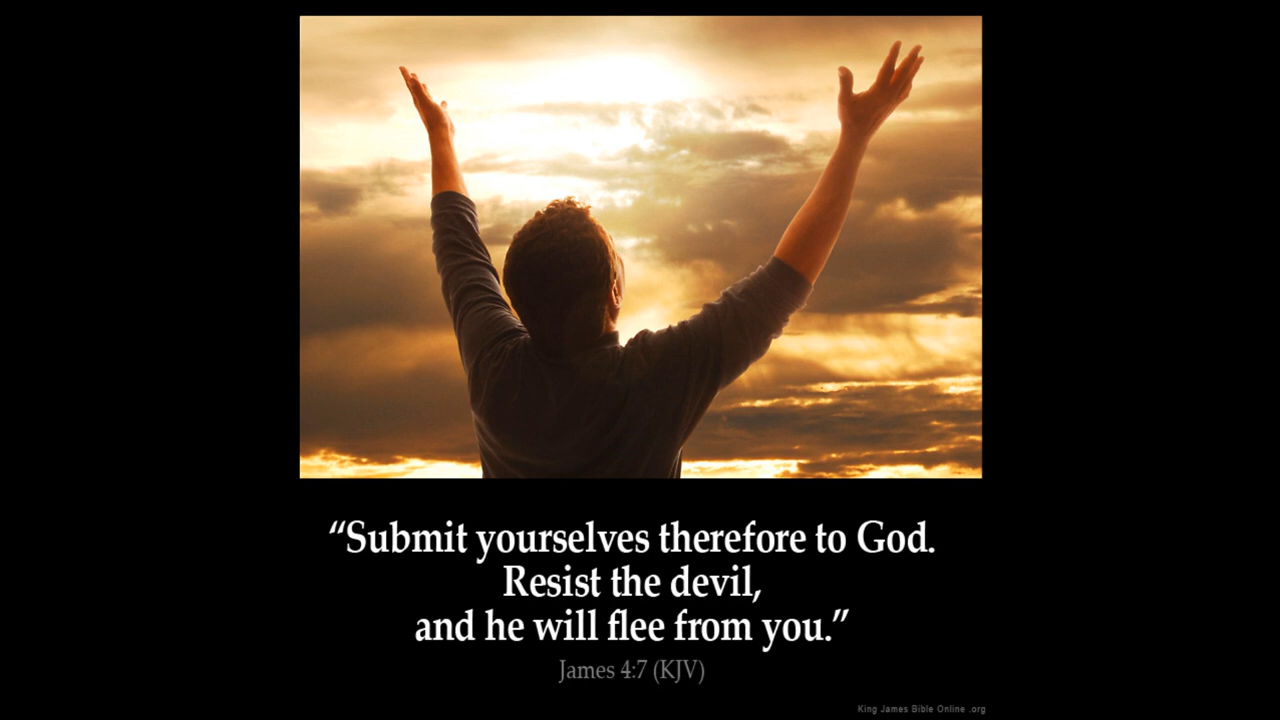 “Submit yourselves therefore to God.
Resist the devil,
and he will flee from you.”
James 4:7 (KJV)
King James Bible Online .org